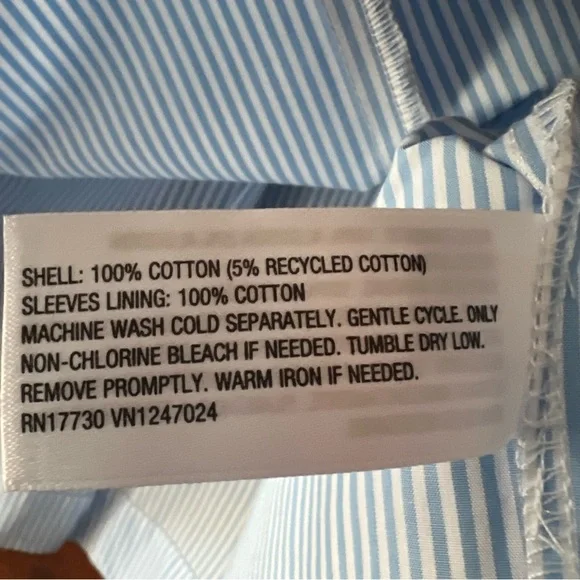 SHELL: 100% COTTON (5% RECYCLED COTTON)
SLEEVES LINING: 100% COTTON
MACHINE WASH COLD SEPARATELY. GENTLE CYCLE. ONLY
NON-CHLORINE BLEACH IF NEEDED. TUMBLE DRY LOW.
REMOVE PROMPTLY. WARM IRON IF NEEDED.
RN17730 VN1247024